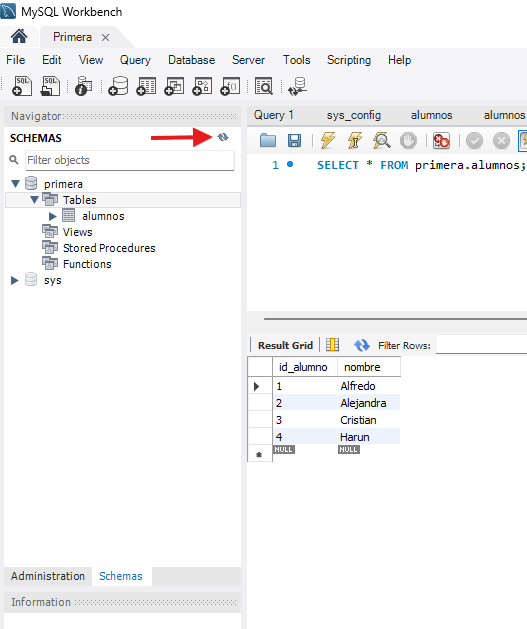 MySQL Workbench
Primera
File Edit View Query Database Server Tools Scripting Help
SQL SQL
Navigator
SCHEMAS
Filter objects
primera
Tables
alumnos
Views
Stored Procedures
Functions
sys
Administration Schemas
Information
Query 1 sys_config alumnos alumnos
1 SELECT * FROM primera.alumnos;
Result Grid Filter Rows:
id_alumno nombre
1 Alfredo
2 Alejandra
3 Cristian
4 Harun
NULL NULL